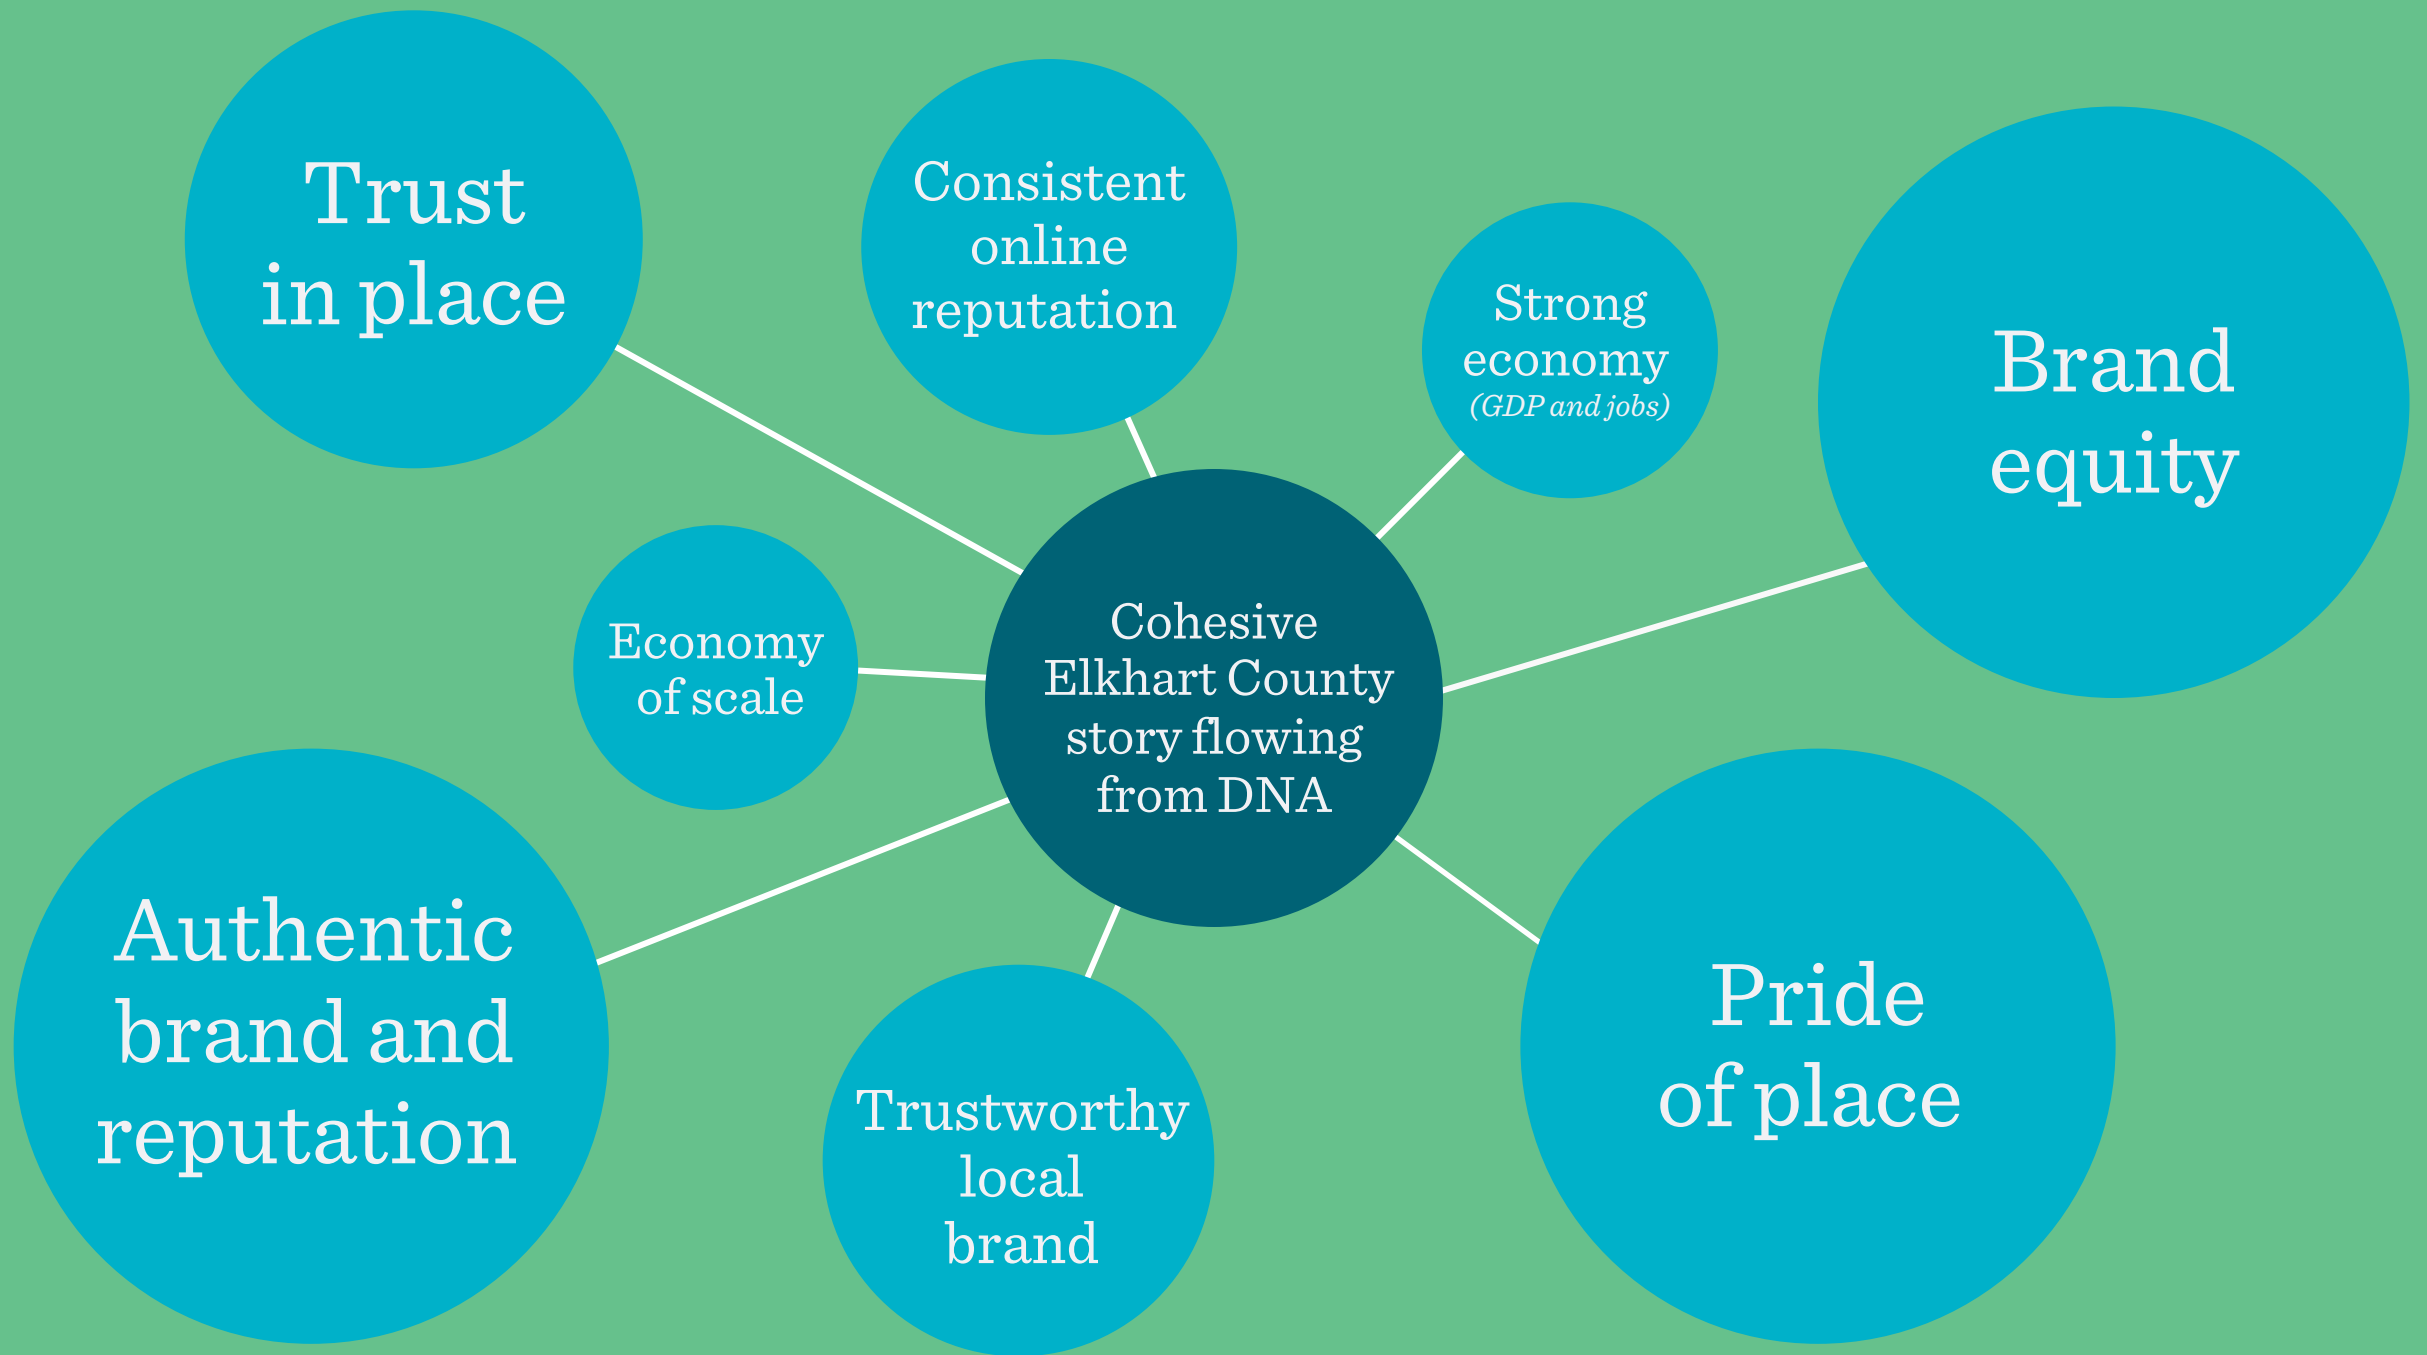 Trust
in place
Consistent
online
reputation
Strong
economy
(GDP and jobs)
Brand
equity
Economy
of scale
Cohesive
Elkhart County
story flowing
from DNA
Authentic
brand and
reputation
Trustworthy
local
brand
Pride
of place